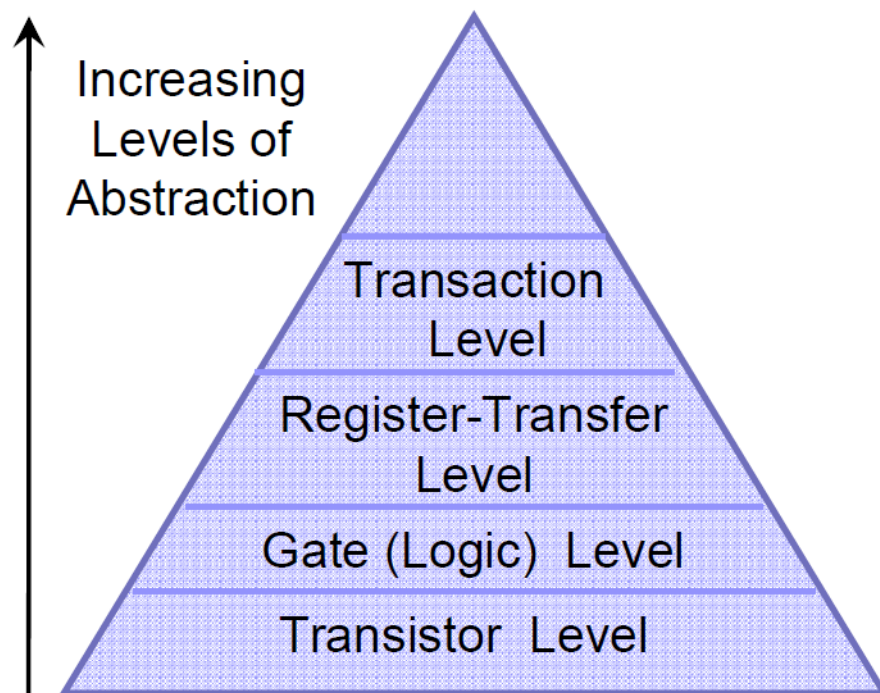 Increasing
Levels of
Abstraction
Transaction
Level
Register-Transfer
Level
Gate (Logic)  Level
Transistor  Level